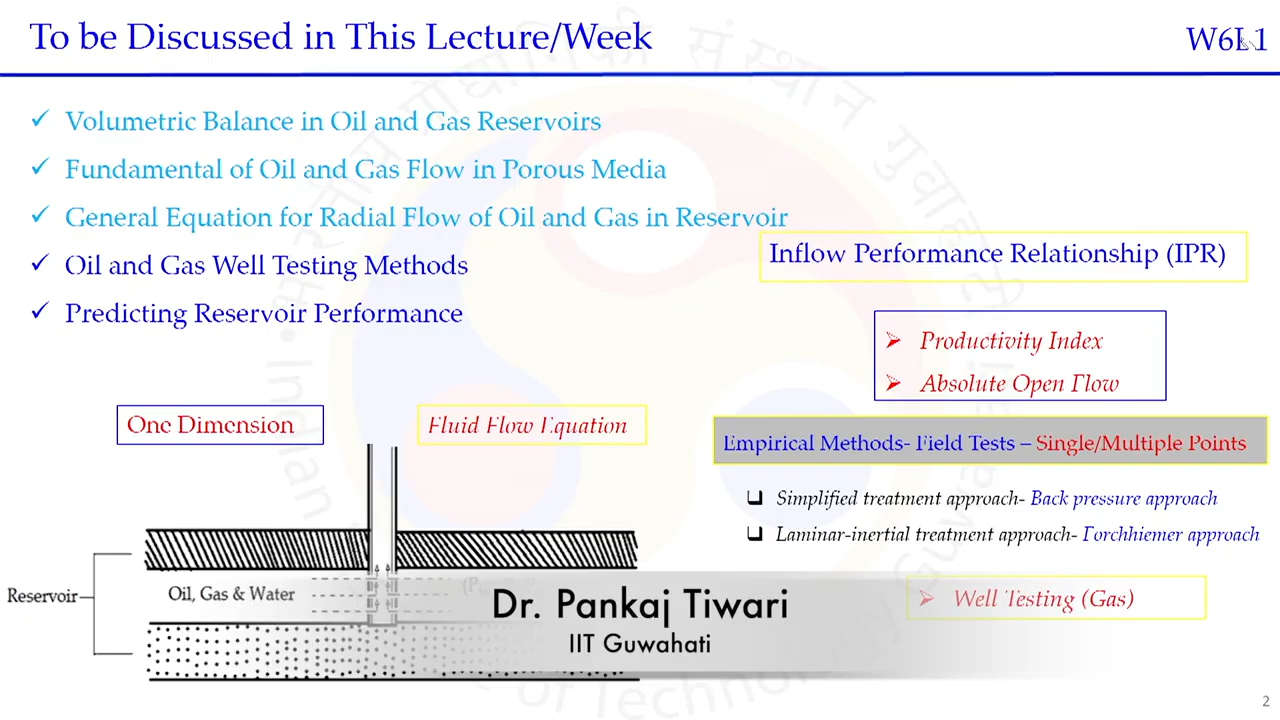 To be Discussed in This Lecture/Week
W6L1
✓ Volumetric Balance in Oil and Gas Reservoirs
✓ Fundamental of Oil and Gas Flow in Porous Media
✓ General Equation for Radial Flow of Oil and Gas in Reservoir
✓ Oil and Gas Well Testing Methods
✓ Predicting Reservoir Performance
Inflow Performance Relationship (IPR)
➢ Productivity Index
➢ Absolute Open Flow
One Dimension
Fluid Flow Equation
Empirical Methods- Field Tests – Single/Multiple Points
❑ Simplified treatment approach- Back pressure approach
❑ Laminar-inertial treatment approach- Forchhiemer approach
Reservoir
Oil, Gas & Water
➢ Well Testing (Gas)
Dr. Pankaj Tiwari
IIT Guwahati
2